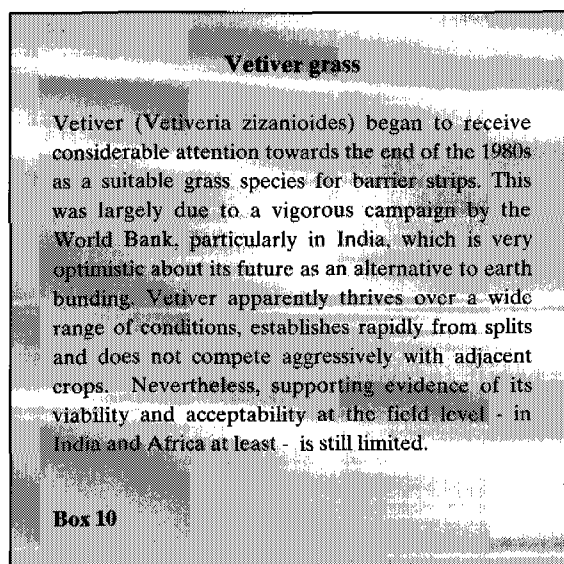 Vetiver grass
Vetiver (Vetiveria zizanioides) began to receive
considerable attention towards the end of the 1980s
as a suitable grass species for barrier strips. This
was largely due to a vigorous campaign by the
World Bank, particularly in India, which is very
optimistic about its future as an alternative to earth
bunding. Vetiver apparently thrives over a wide
range of conditions, establishes rapidly from splits
and does not compete aggressively with adjacent
crops. Nevertheless, supporting evidence of its
viability and acceptability at the field level - in
India and Africa at least - is still limited.
Box 10